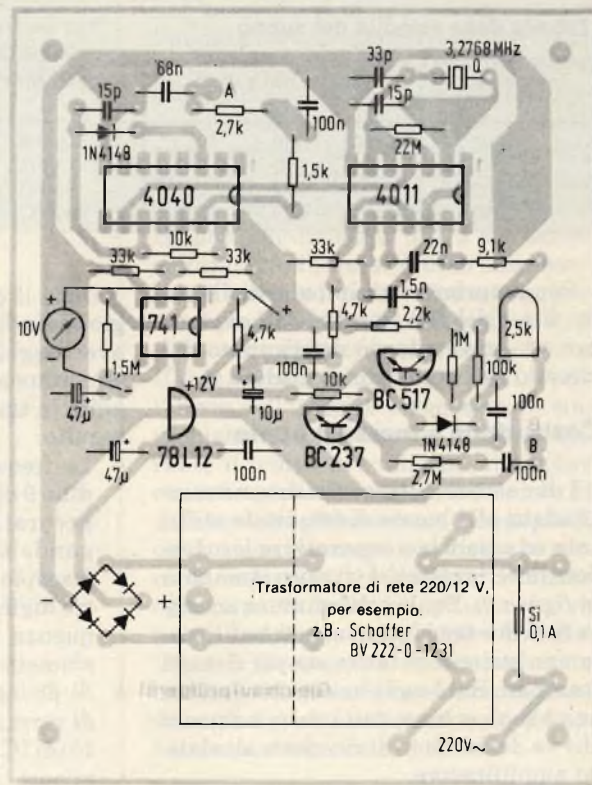 68n
15p
A
2,7k
100n
1N4148
33p
3,2768MHz
Q
15p
22M
1
1
4040
1,5k
4011
10k
33k
33k
33k
22n
9,1k
+
10V
−
741
1,5M
4,7k
+
1,5n
4,7k
2,2k
2,5k
100n
1M
100k
BC 517
47µ
+12V
10µ
10k
100n
47µ
78L12
100n
BC 237
1N4148
2,7M
B
100n
− +
Trasformatore di rete 220/12 V,
per esempio.
z.B: Schaffer
BV 222-0-1231
Si
0,1A
220V~